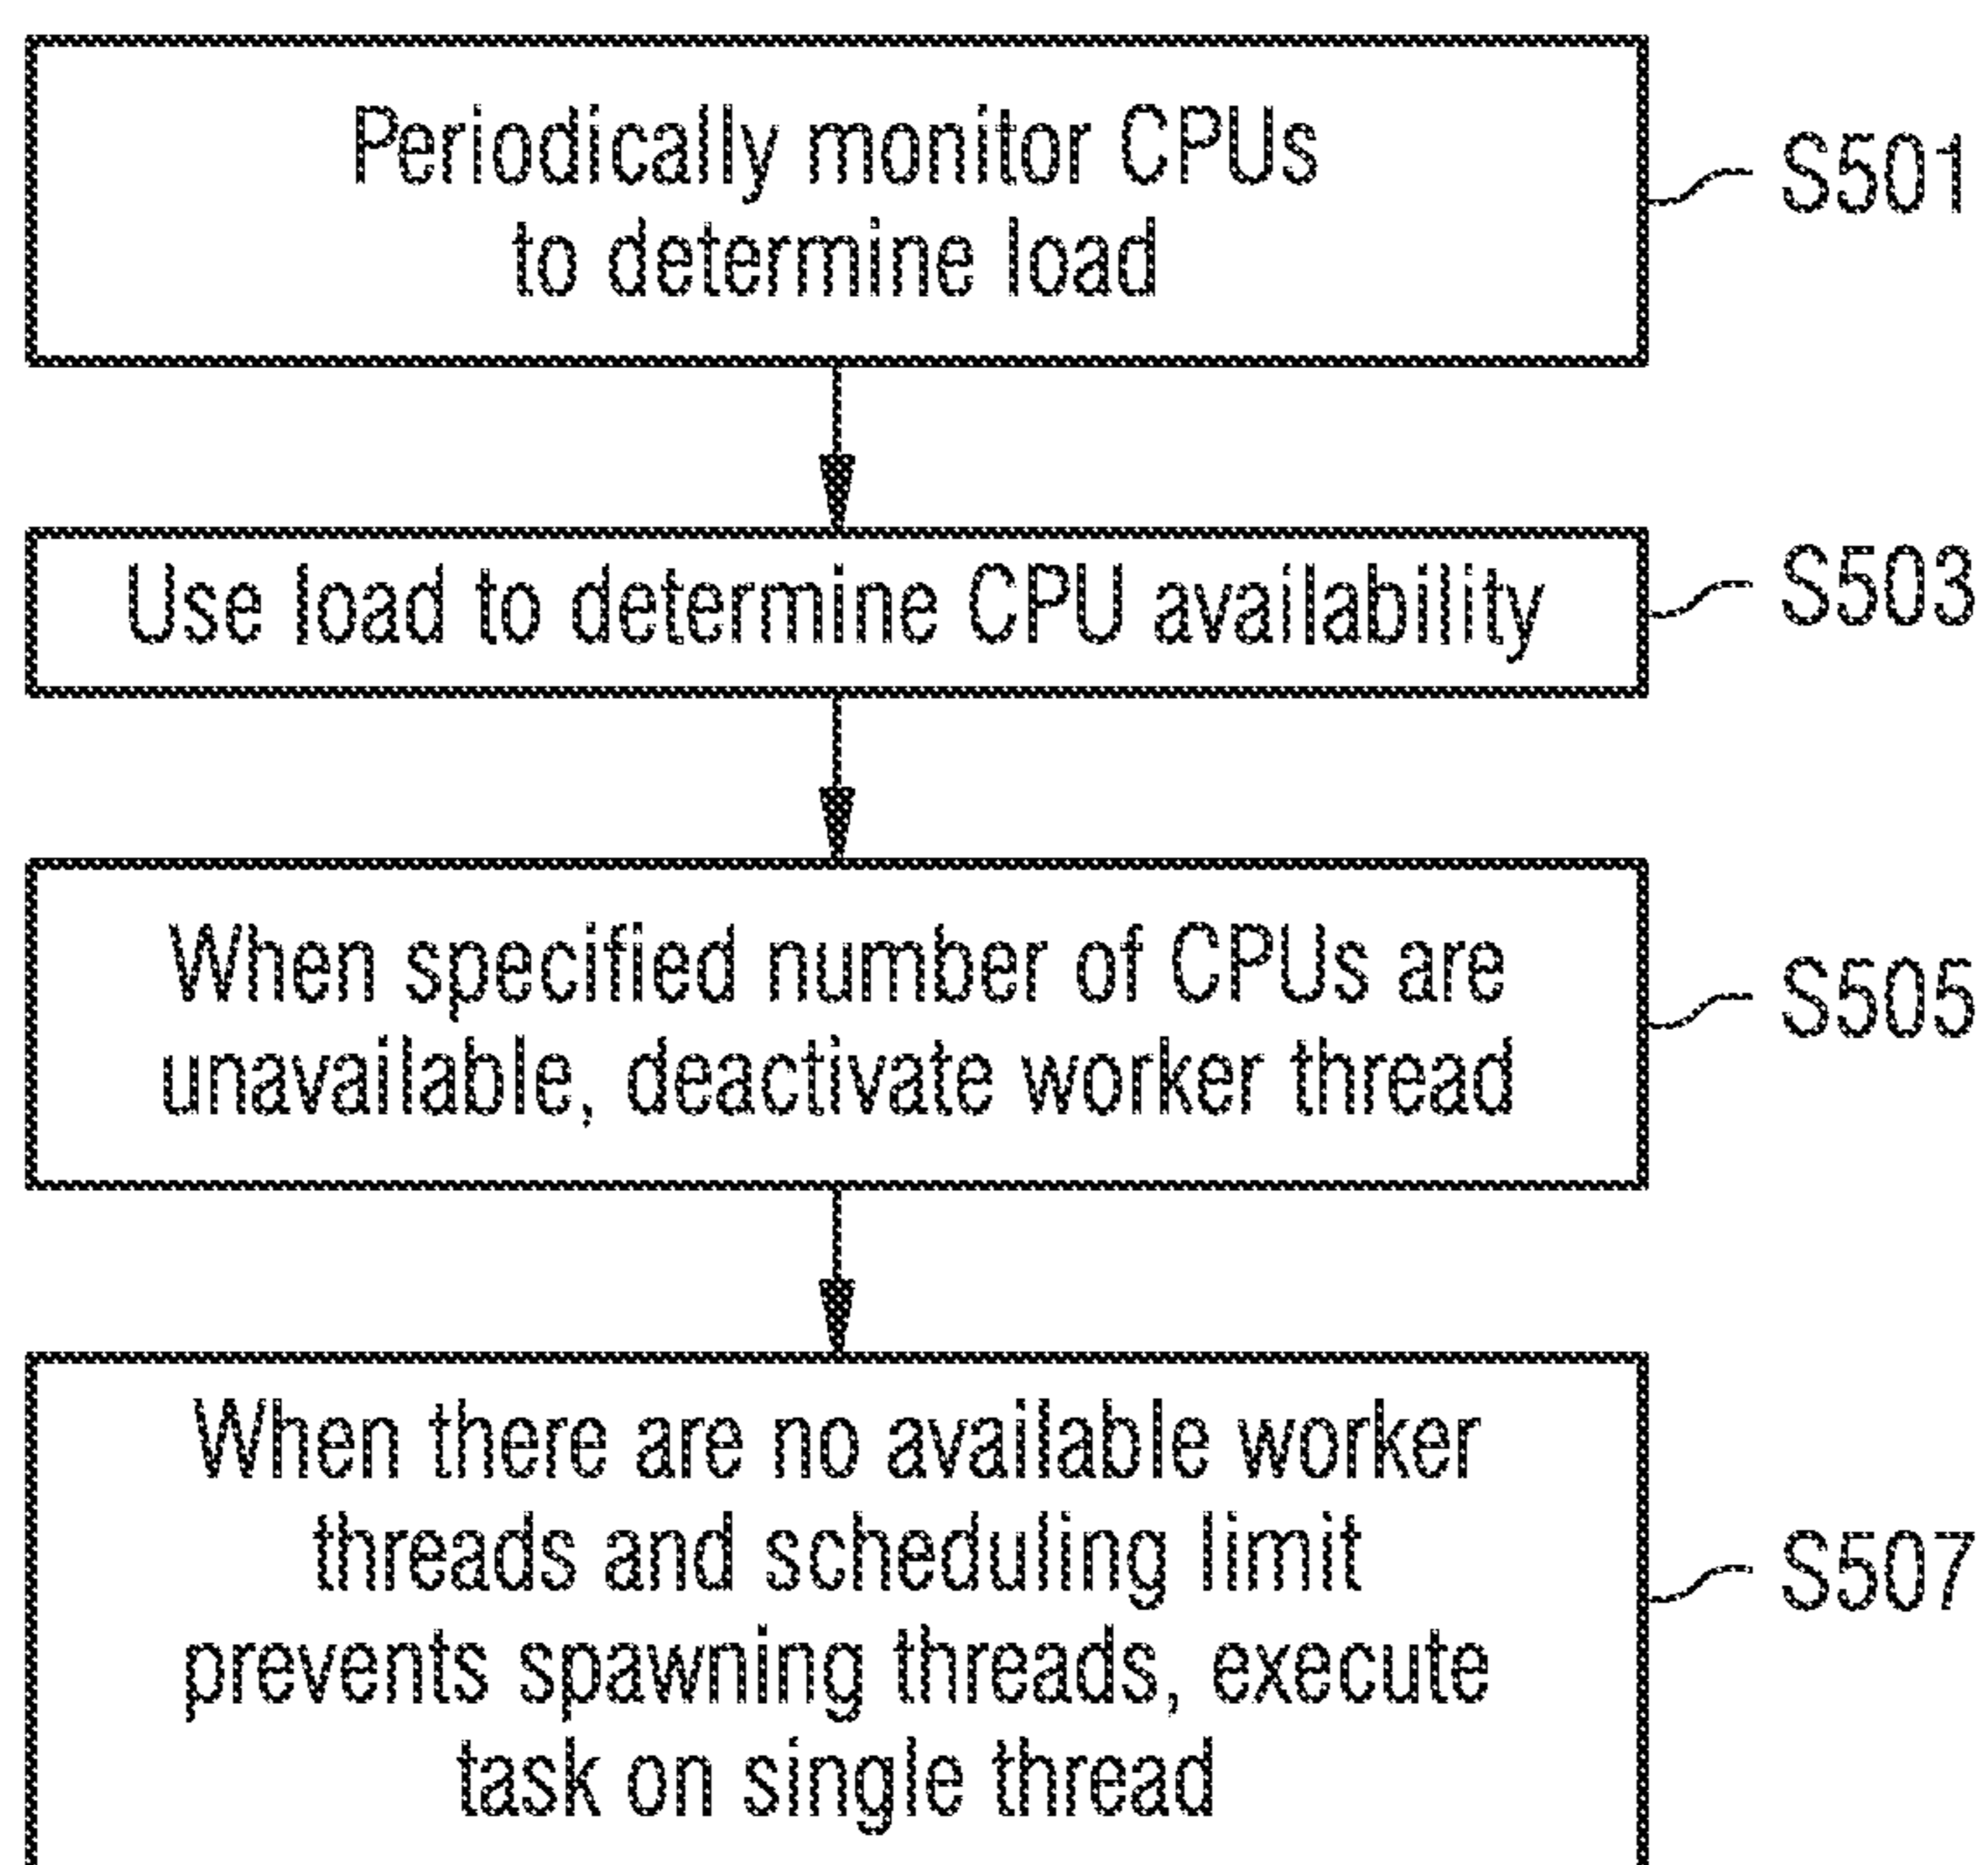 Periodically monitor CPUs
to determine load
S501
Use load to determine CPU availability
S503
When specified number of CPUs are
unavailable, deactivate worker thread
S505
When there are no available worker
threads and scheduling limit
prevents spawning threads, execute
task on single thread
S507